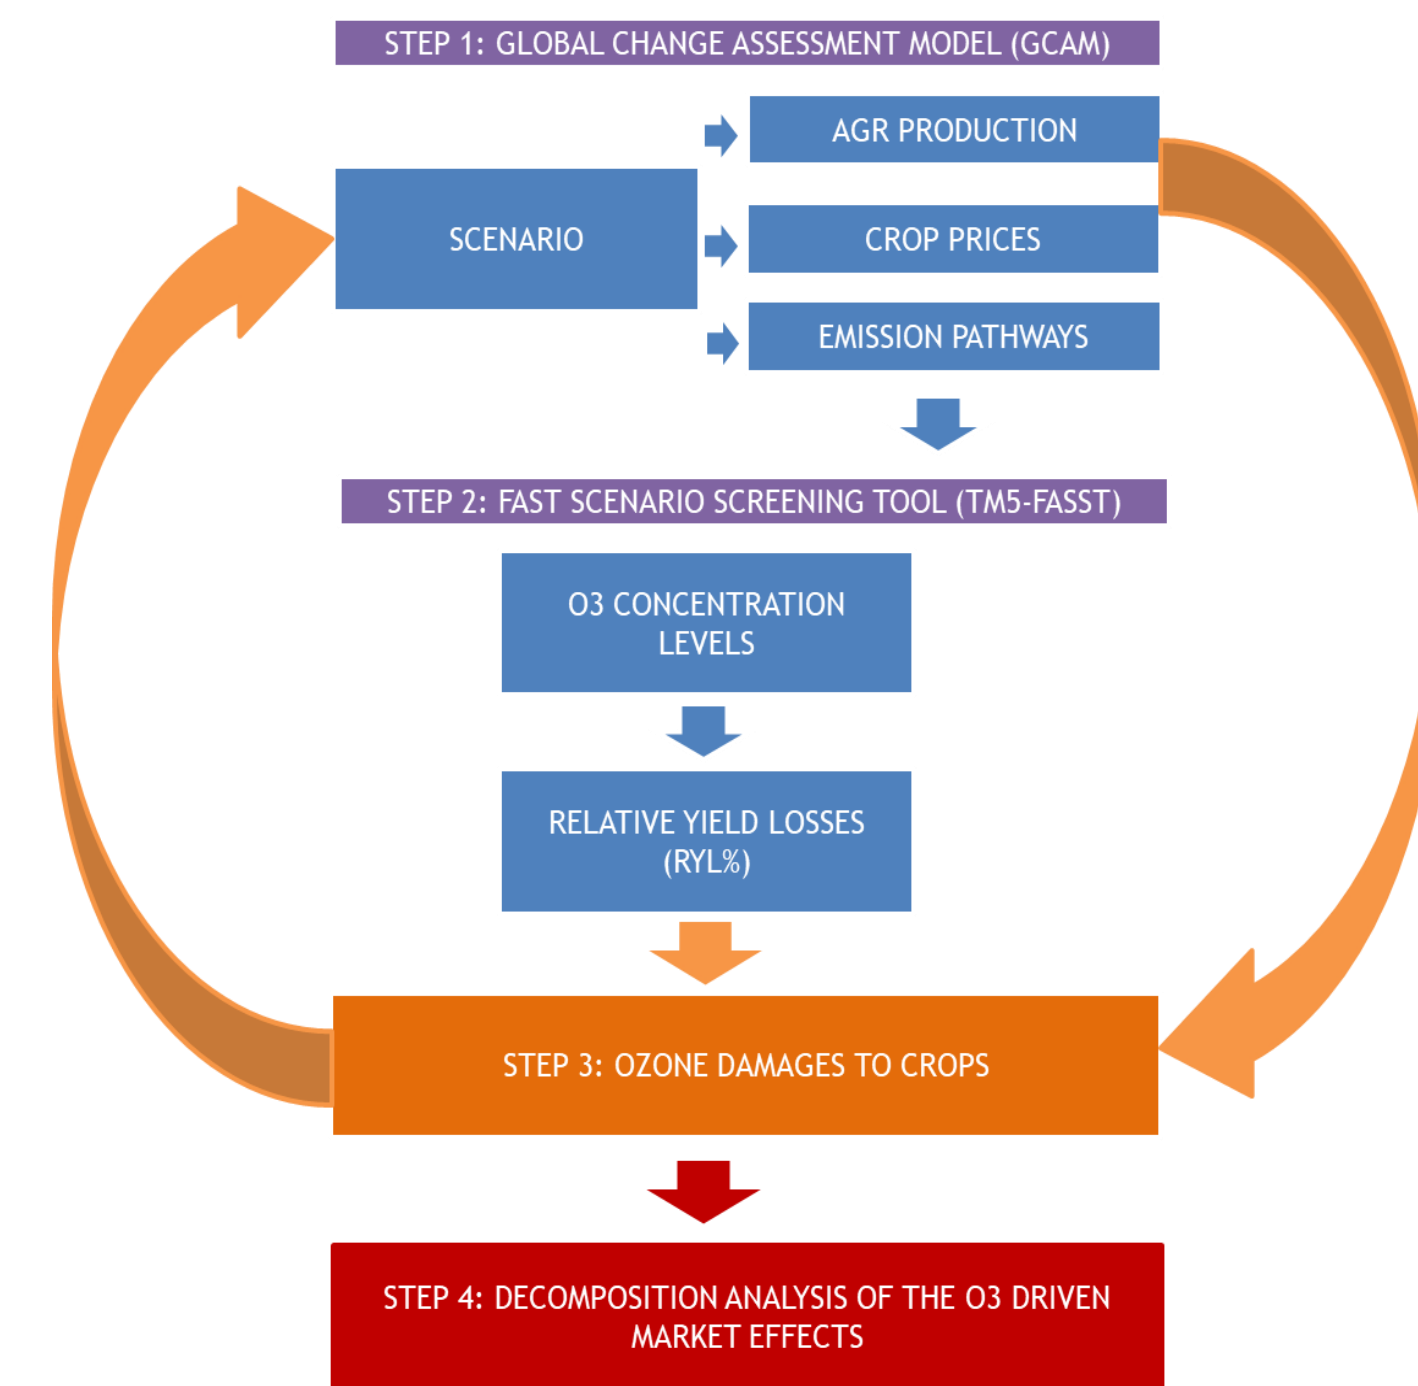 STEP 1: GLOBAL CHANGE ASSESSMENT MODEL (GCAM)
AGR PRODUCTION
SCENARIO
CROP PRICES
EMISSION PATHWAYS
STEP 2: FAST SCENARIO SCREENING TOOL (TM5-FASST)
O3 CONCENTRATION
LEVELS
RELATIVE YIELD LOSSES
(RYL%)
STEP 3: OZONE DAMAGES TO CROPS
STEP 4: DECOMPOSITION ANALYSIS OF THE O3 DRIVEN
MARKET EFFECTS